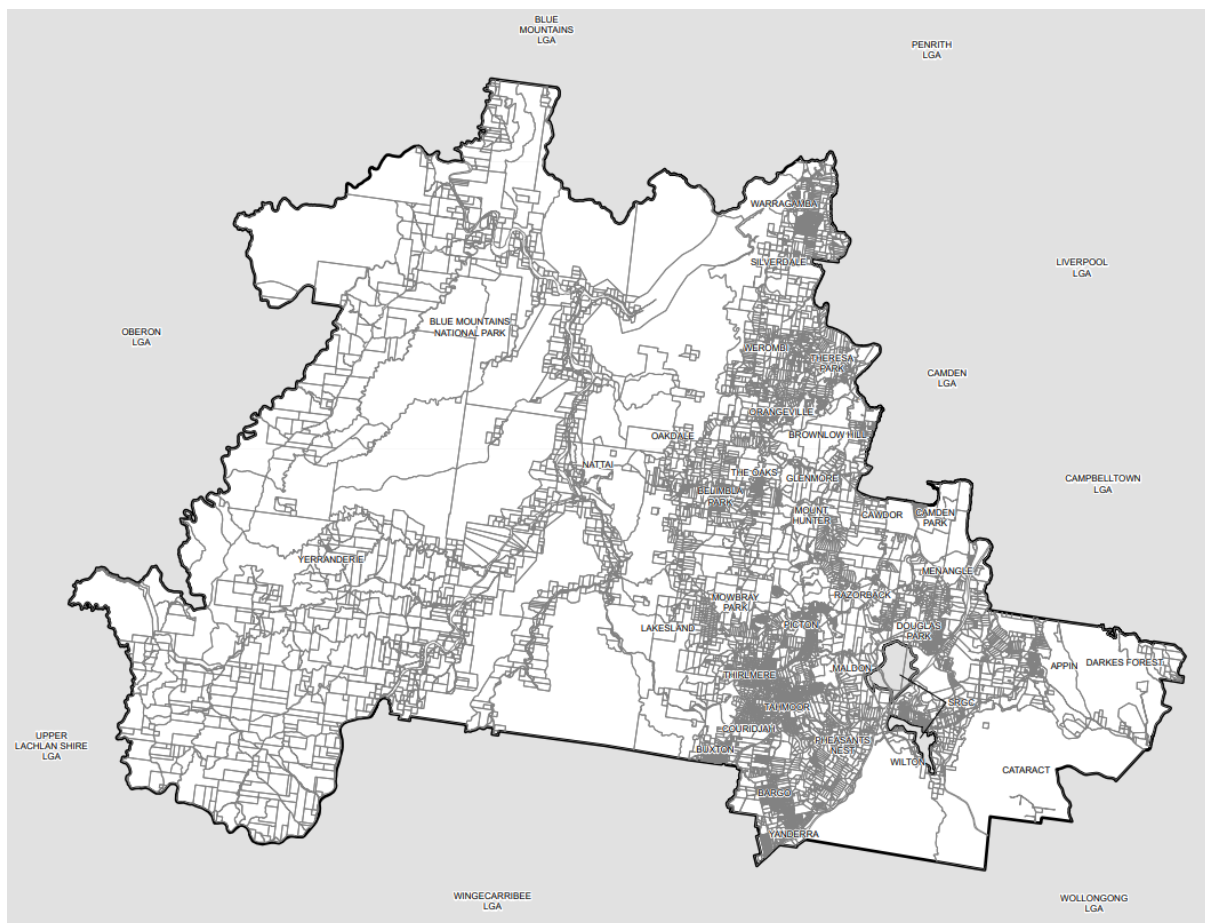 BLUE
MOUNTAINS
LGA
PENRITH
LGA
WARRAGAMBA
SILVERDALE
LIVERPOOL
LGA
OBERON
LGA
BLUE MOUNTAINS
NATIONAL PARK
WEROMBI
THERESA
PARK
CAMDEN
LGA
ORANGEVILLE
OAKDALE
BROWNLOW HILL
NATTAI
THE OAKS
GLENMORE
CAMPBELLTOWN
LGA
BELIMBLA
PARK
MOUNT
HUNTER
CAWDOR
CAMDEN
PARK
YERRANDERIE
MENANGLE
RAZORBACK
MOWBRAY
PARK
LAKESLAND
PICTON
DOUGLAS
PARK
MALDON
APPIN
DARKES FOREST
THIRLMERE
SRGC
TAHMOOR
COURIDJAH
UPPER
LACHLAN SHIRE
LGA
BUXTON
PHEASANTS
NEST
WILTON
CATARACT
BARGO
YANDERRA
WINGECARRIBEE
LGA
WOLLONGONG
LGA